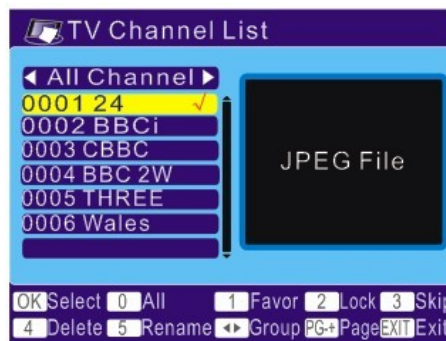 TV Channel List
◀ All Channel ▶
0001 24 √
0002 BBCi
0003 CBBC
0004 BBC 2W
0005 THREE
0006 Wales
JPEG File
OK Select 0 All 1 Favor 2 Lock 3 Skip
4 Delete 5 Rename ◀▶ Group PG-+ Page EXIT Exit